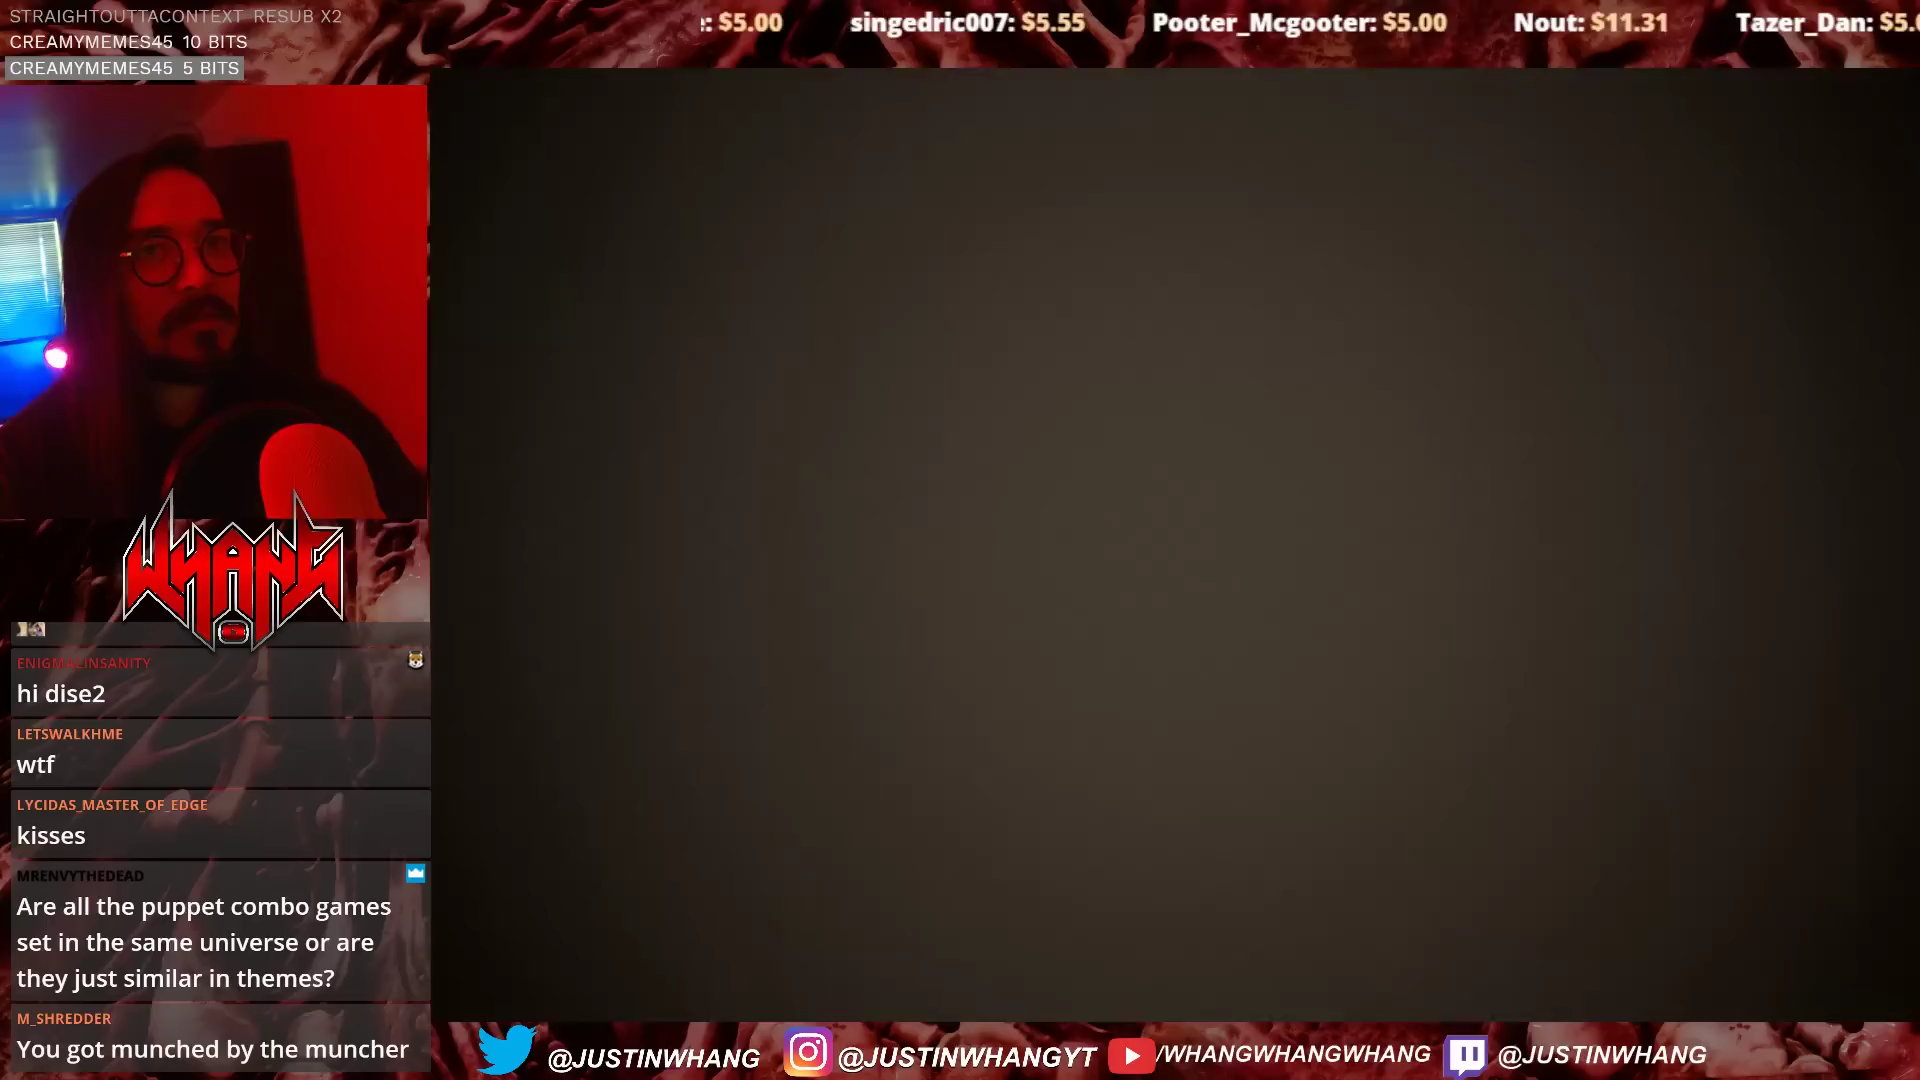 STRAIGHTOUTTACONTEXT RESUB X2
CREAMYMEMES45 10 BITS
CREAMYMEMES45 5 BITS
: $5.00 singedric007: $5.55 Pooter_Mcgooter: $5.00 Nout: $11.31 Tazer_Dan: $5.0
WHANG
ENIGMALINSANITY
hi dise2
LETSWALKHME
wtf
LYCIDAS_MASTER_OF_EDGE
kisses
MRENVYTHEDEAD
Are all the puppet combo games
set in the same universe or are
they just similar in themes?
M_SHREDDER
You got munched by the muncher
@JUSTINWHANG @JUSTINWHANGYT /WHANGWHANGWHANG @JUSTINWHANG